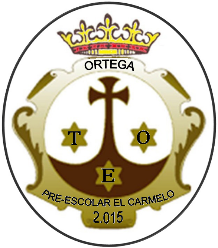 ORTEGA
T O
E
PRE-ESCOLAR EL CARMELO
2.015